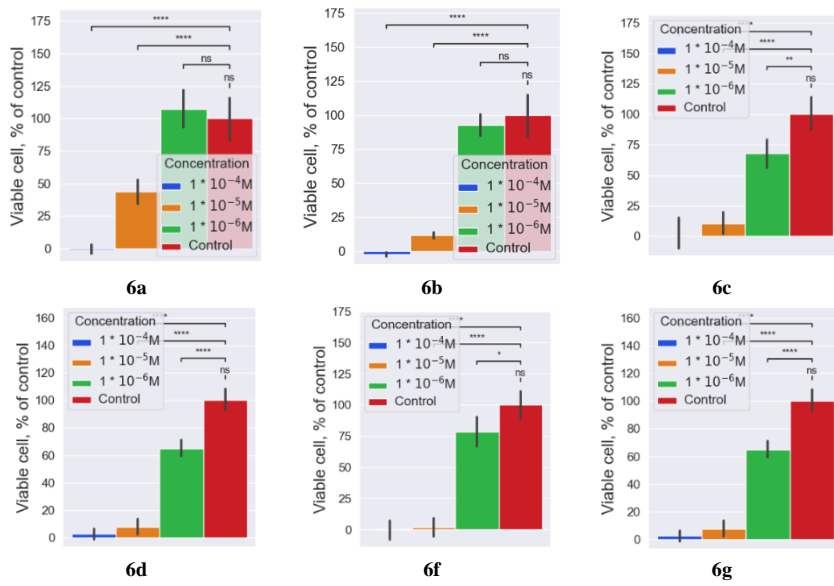 Viable cell, % of control
175
150
125
100
75
50
25
0
****
****
ns
ns
Concentration
1 * 10⁻⁴M
1 * 10⁻⁵M
1 * 10⁻⁶M
Control
6a
Viable cell, % of control
175
150
125
100
75
50
25
0
****
****
ns
ns
Concentration
1 * 10⁻⁴M
1 * 10⁻⁵M
1 * 10⁻⁶M
Control
6b
Viable cell, % of control
175
150
125
100
75
50
25
0
Concentration
1 * 10⁻⁴M
1 * 10⁻⁵M
1 * 10⁻⁶M
Control
****
****
**
ns
6c
Viable cell, % of control
160
140
120
100
80
60
40
20
0
Concentration
1 * 10⁻⁴M
1 * 10⁻⁵M
1 * 10⁻⁶M
Control
****
****
****
ns
6d
Viable cell, % of control
175
150
125
100
75
50
25
0
Concentration
1 * 10⁻⁴M
1 * 10⁻⁵M
1 * 10⁻⁶M
Control
****
****
*
ns
6f
Viable cell, % of control
160
140
120
100
80
60
40
20
0
Concentration
1 * 10⁻⁴M
1 * 10⁻⁵M
1 * 10⁻⁶M
Control
****
****
****
ns
6g